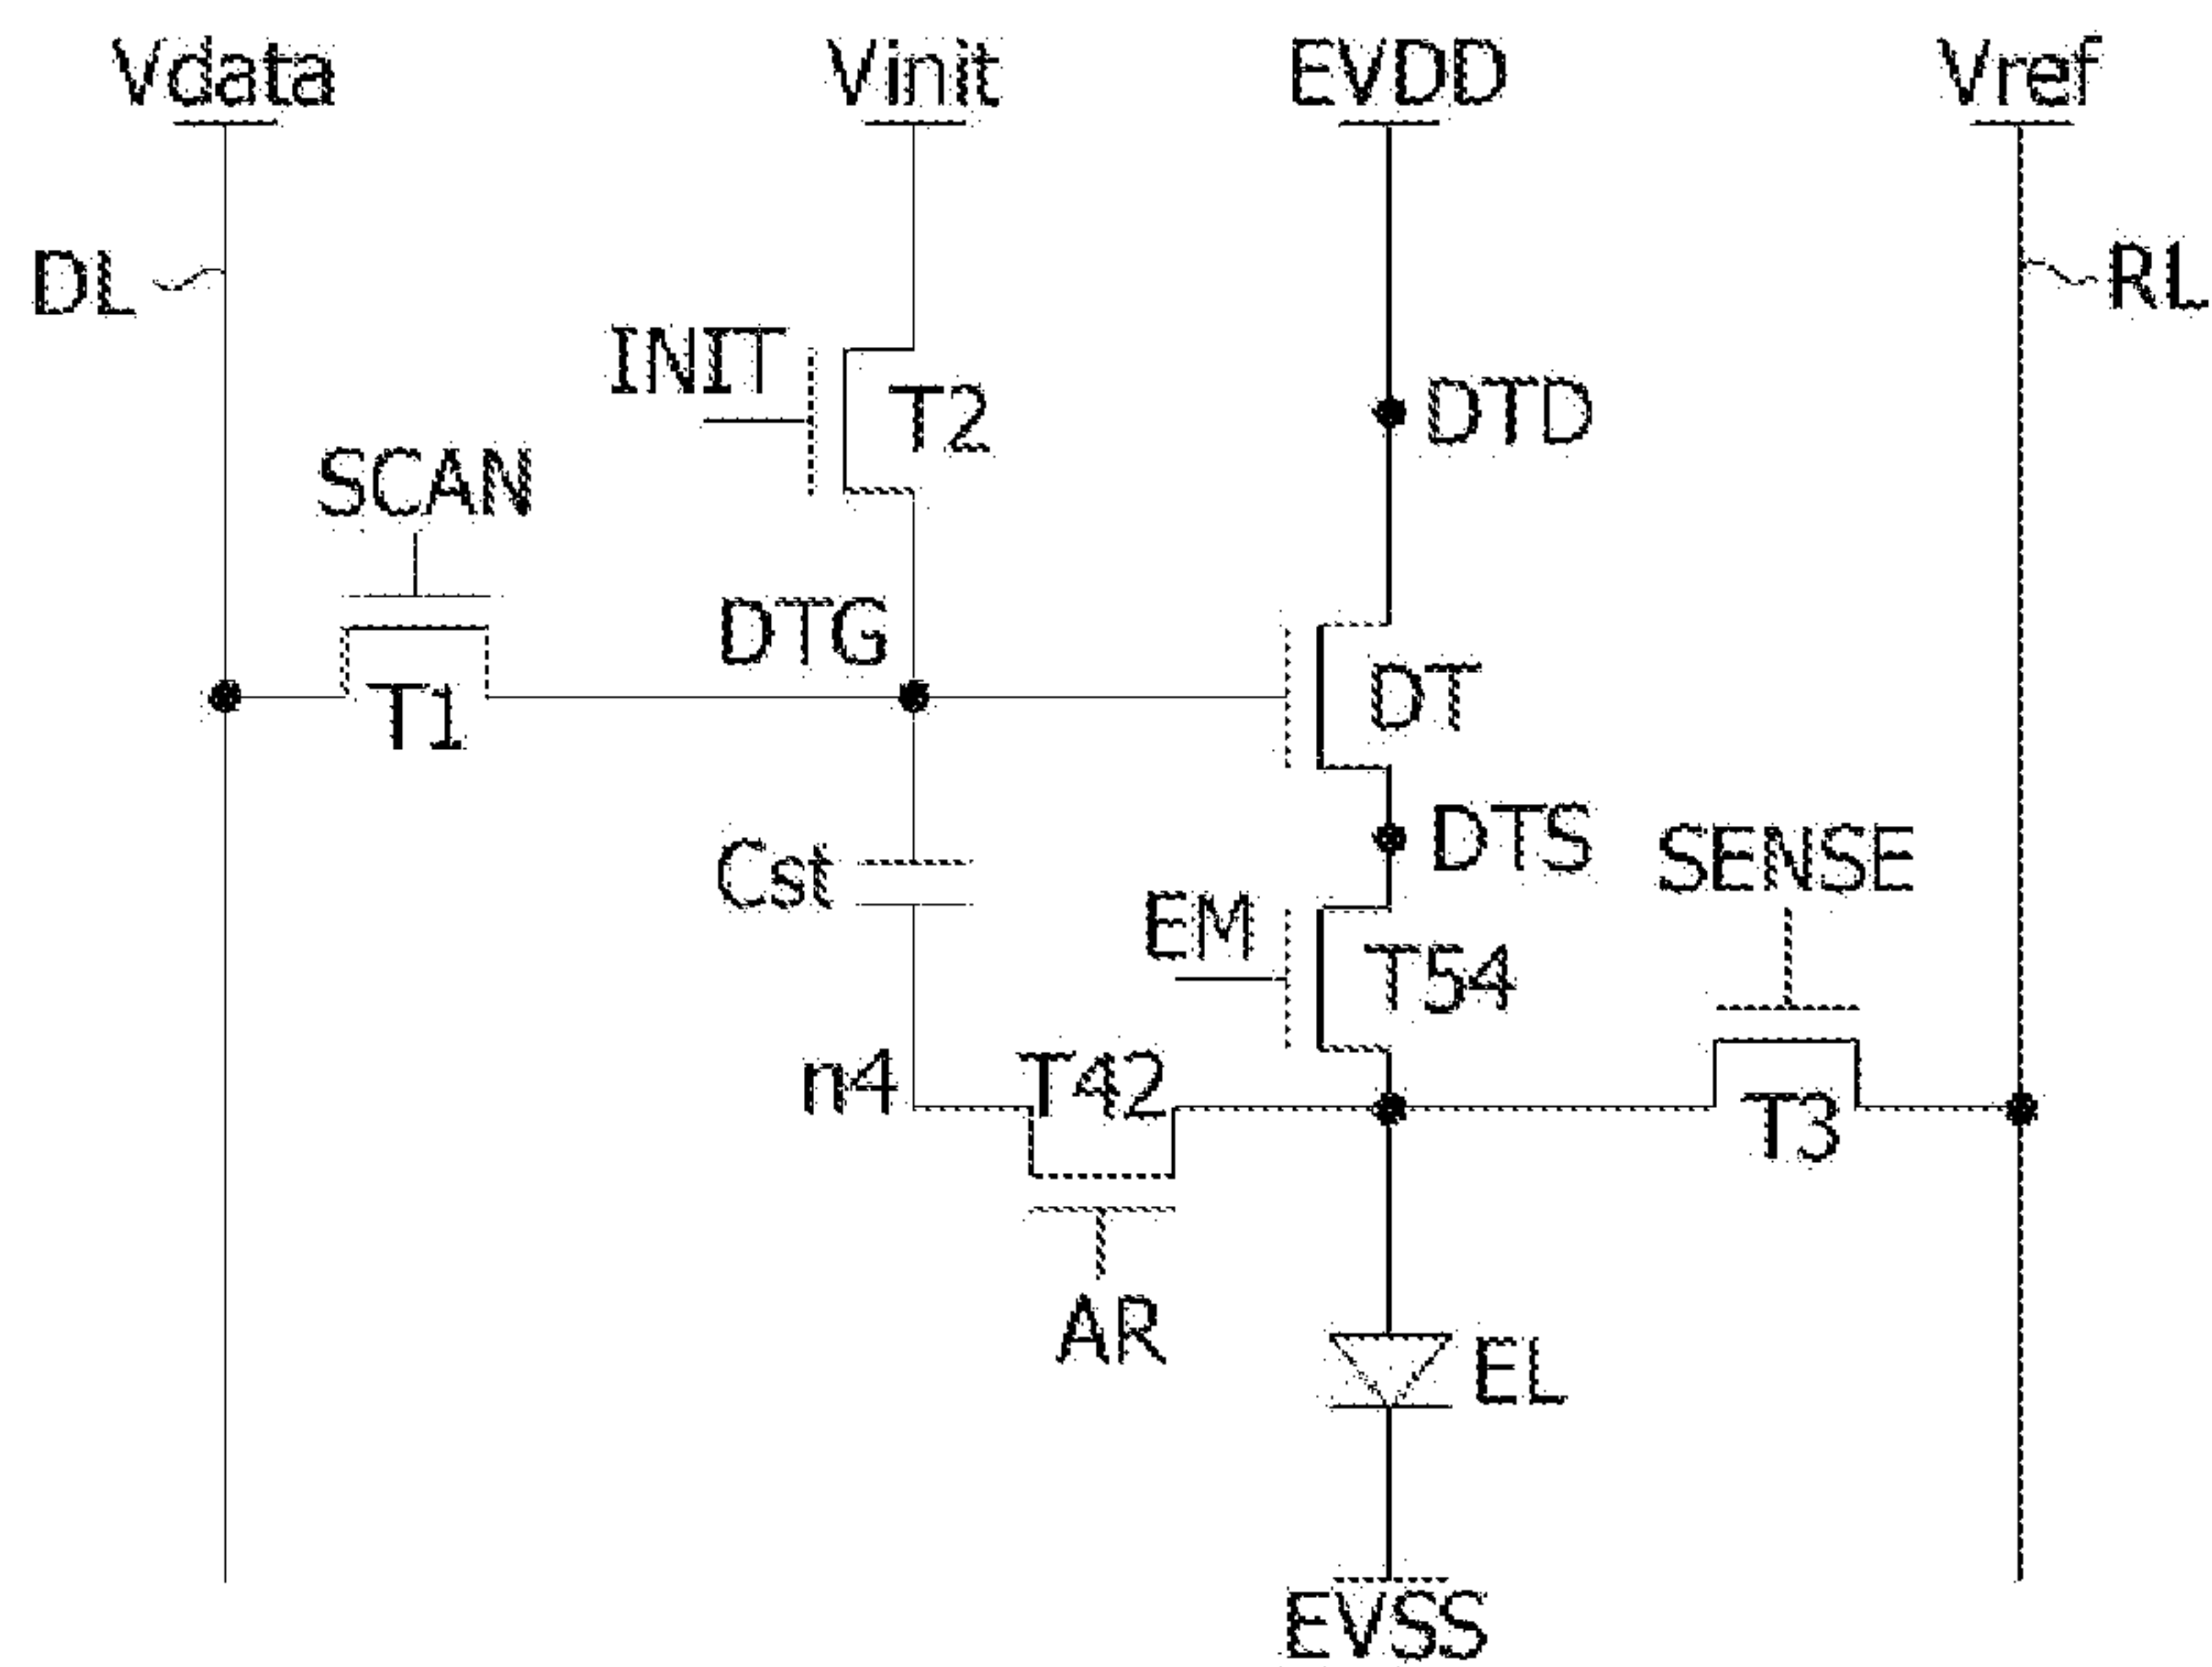 Vdata
Vinit
EVDD
Vref
DL
RL
INIT
T2
DTD
SCAN
DTG
T1
DT
Cst
DTS
SENSE
EM
T54
n4
T42
T3
AR
EL
EVSS